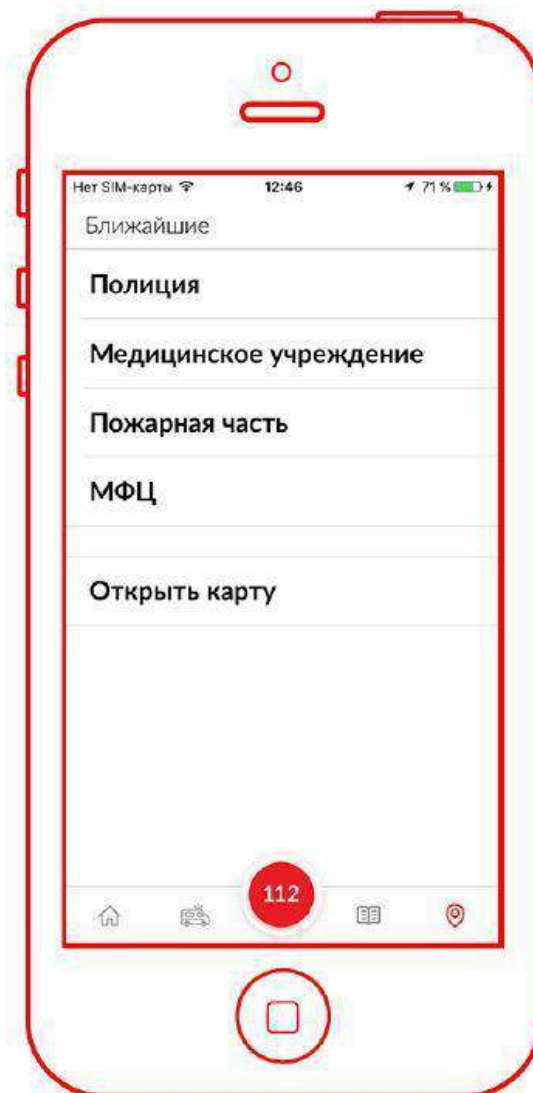 Нет SIM-карты 12:46 71 %
Ближайшие
Полиция
Медицинское учреждение
Пожарная часть
МФЦ
Открыть карту
112